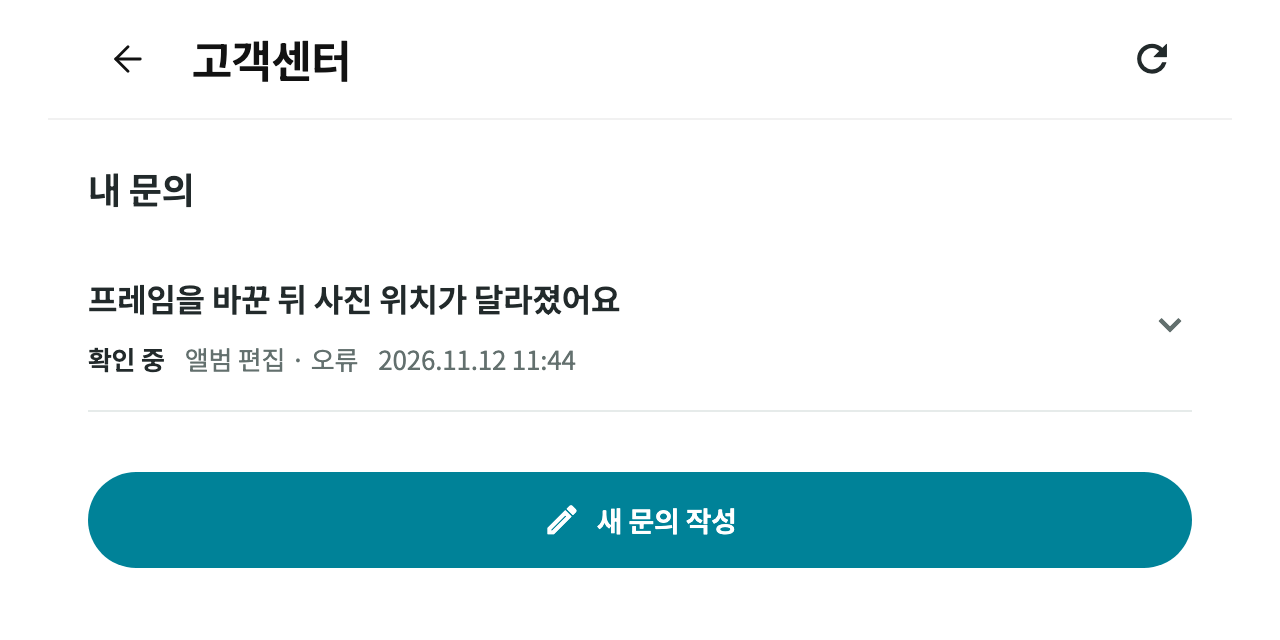 고객센터
내 문의
프레임을 바꾼 뒤 사진 위치가 달라졌어요
확인 중 앨범 편집 · 오류 2026.11.12 11:44
새 문의 작성